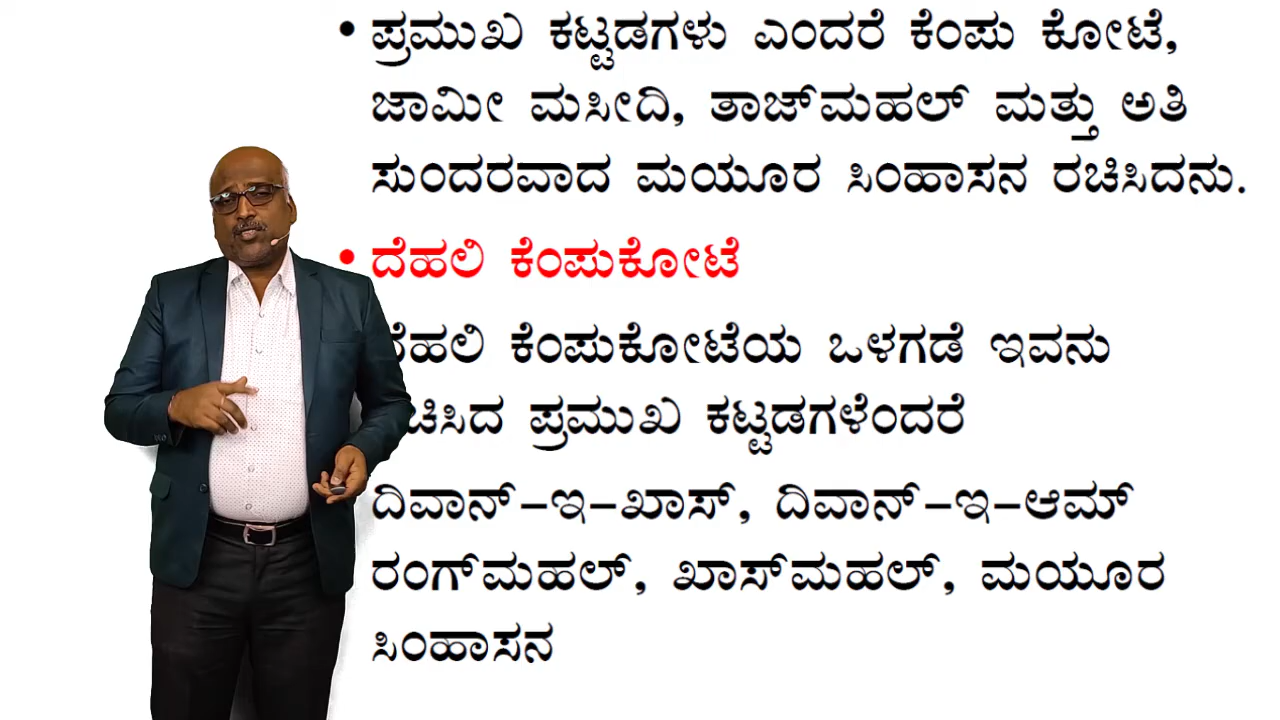 • ಪ್ರಮುಖ ಕಟ್ಟಡಗಳು ಎಂದರೆ ಕೆಂಪು ಕೋಟೆ,
ಜಾಮೀ ಮಸೀದಿ, ತಾಜ್‌ಮಹಲ್ ಮತ್ತು ಅತಿ
ಸುಂದರವಾದ ಮಯೂರ ಸಿಂಹಾಸನ ರಚಿಸಿದನು.
• ದೆಹಲಿ ಕೆಂಪುಕೋಟೆ
ಕೆಂಪುಕೋಟೆಯ ಒಳಗಡೆ ಇವನು
ಪ್ರಮುಖ ಕಟ್ಟಡಗಳೆಂದರೆ
ದಿವಾನ್-ಇ-ಖಾಸ್, ದಿವಾನ್-ಇ-ಆಮ್
ರಂಗ್‌ಮಹಲ್, ಖಾಸ್‌ಮಹಲ್, ಮಯೂರ
ಸಿಂಹಾಸನ